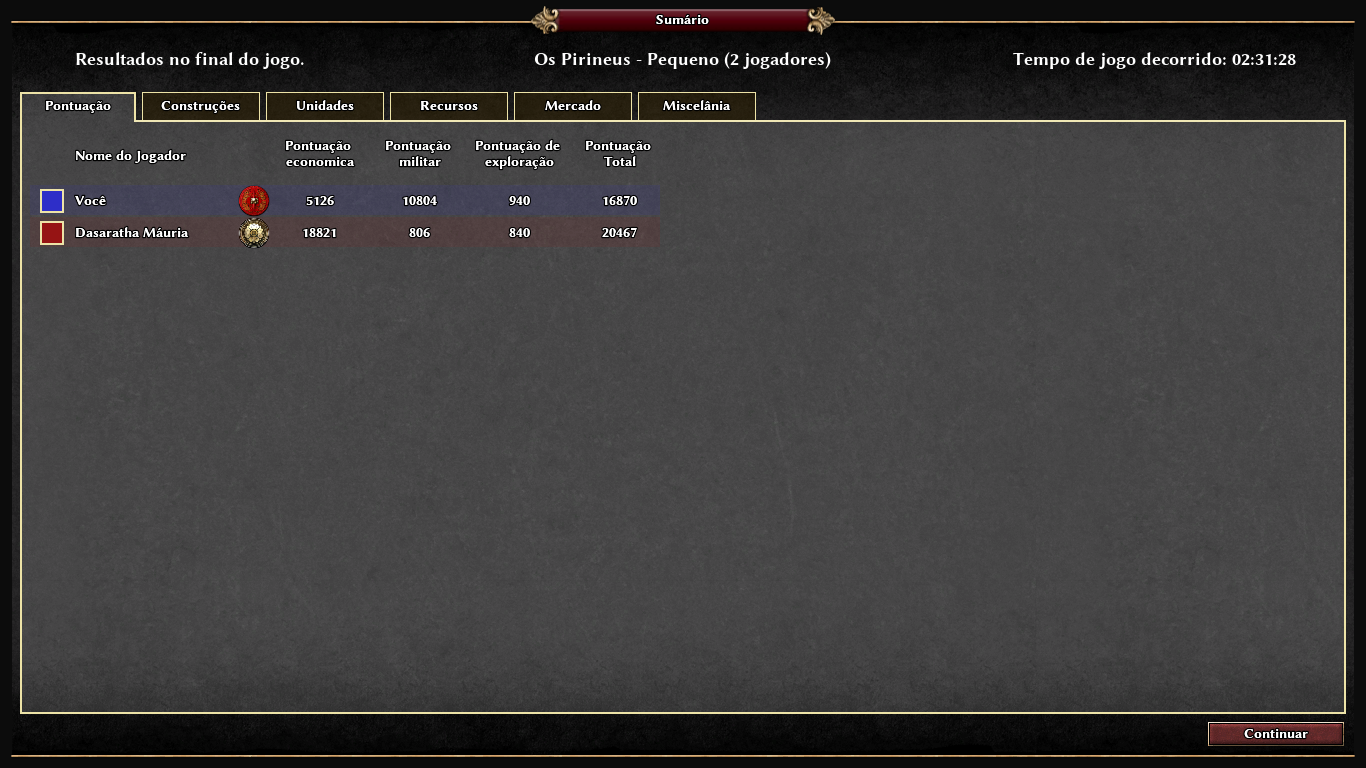 Sumário
Resultados no final do jogo.
Os Pirineus - Pequeno (2 jogadores)
Tempo de jogo decorrido: 02:31:28
Pontuação
Construções
Unidades
Recursos
Mercado
Miscelânia
Nome do Jogador
Pontuação
economica
Pontuação
militar
Pontuação de
exploração
Pontuação
Total
Você 5126 10804 940 16870
Dasaratha Máuria 18821 806 840 20467
Continuar